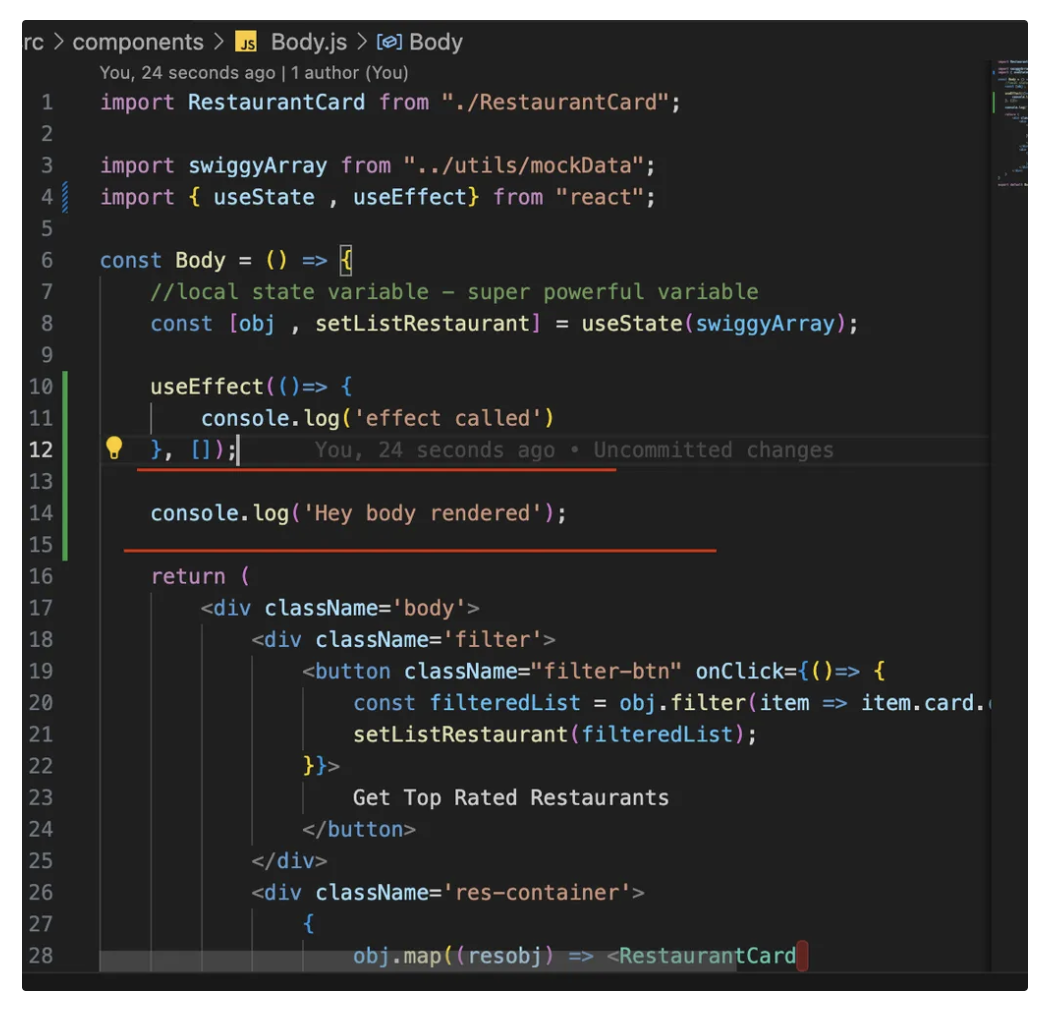 rc > components > JS Body.js > Body
You, 24 seconds ago | 1 author (You)
1 import RestaurantCard from "./RestaurantCard";
2
3 import swiggyArray from "../utils/mockData";
4 import { useState , useEffect} from "react";
5
6 const Body = () => {
7 //local state variable – super powerful variable
8 const [obj , setListRestaurant] = useState(swiggyArray);
9
10 useEffect(()=> {
11 console.log('effect called')
12 }, []); You, 24 seconds ago • Uncommitted changes
13
14 console.log('Hey body rendered');
15
16 return (
17 <div className='body'>
18 <div className='filter'>
19 <button className="filter-btn" onClick={()=> {
20 const filteredList = obj.filter(item => item.card.
21 setListRestaurant(filteredList);
22 }}>
23 Get Top Rated Restaurants
24 </button>
25 </div>
26 <div className='res-container'>
27 {
28 obj.map((resobj) => <RestaurantCard